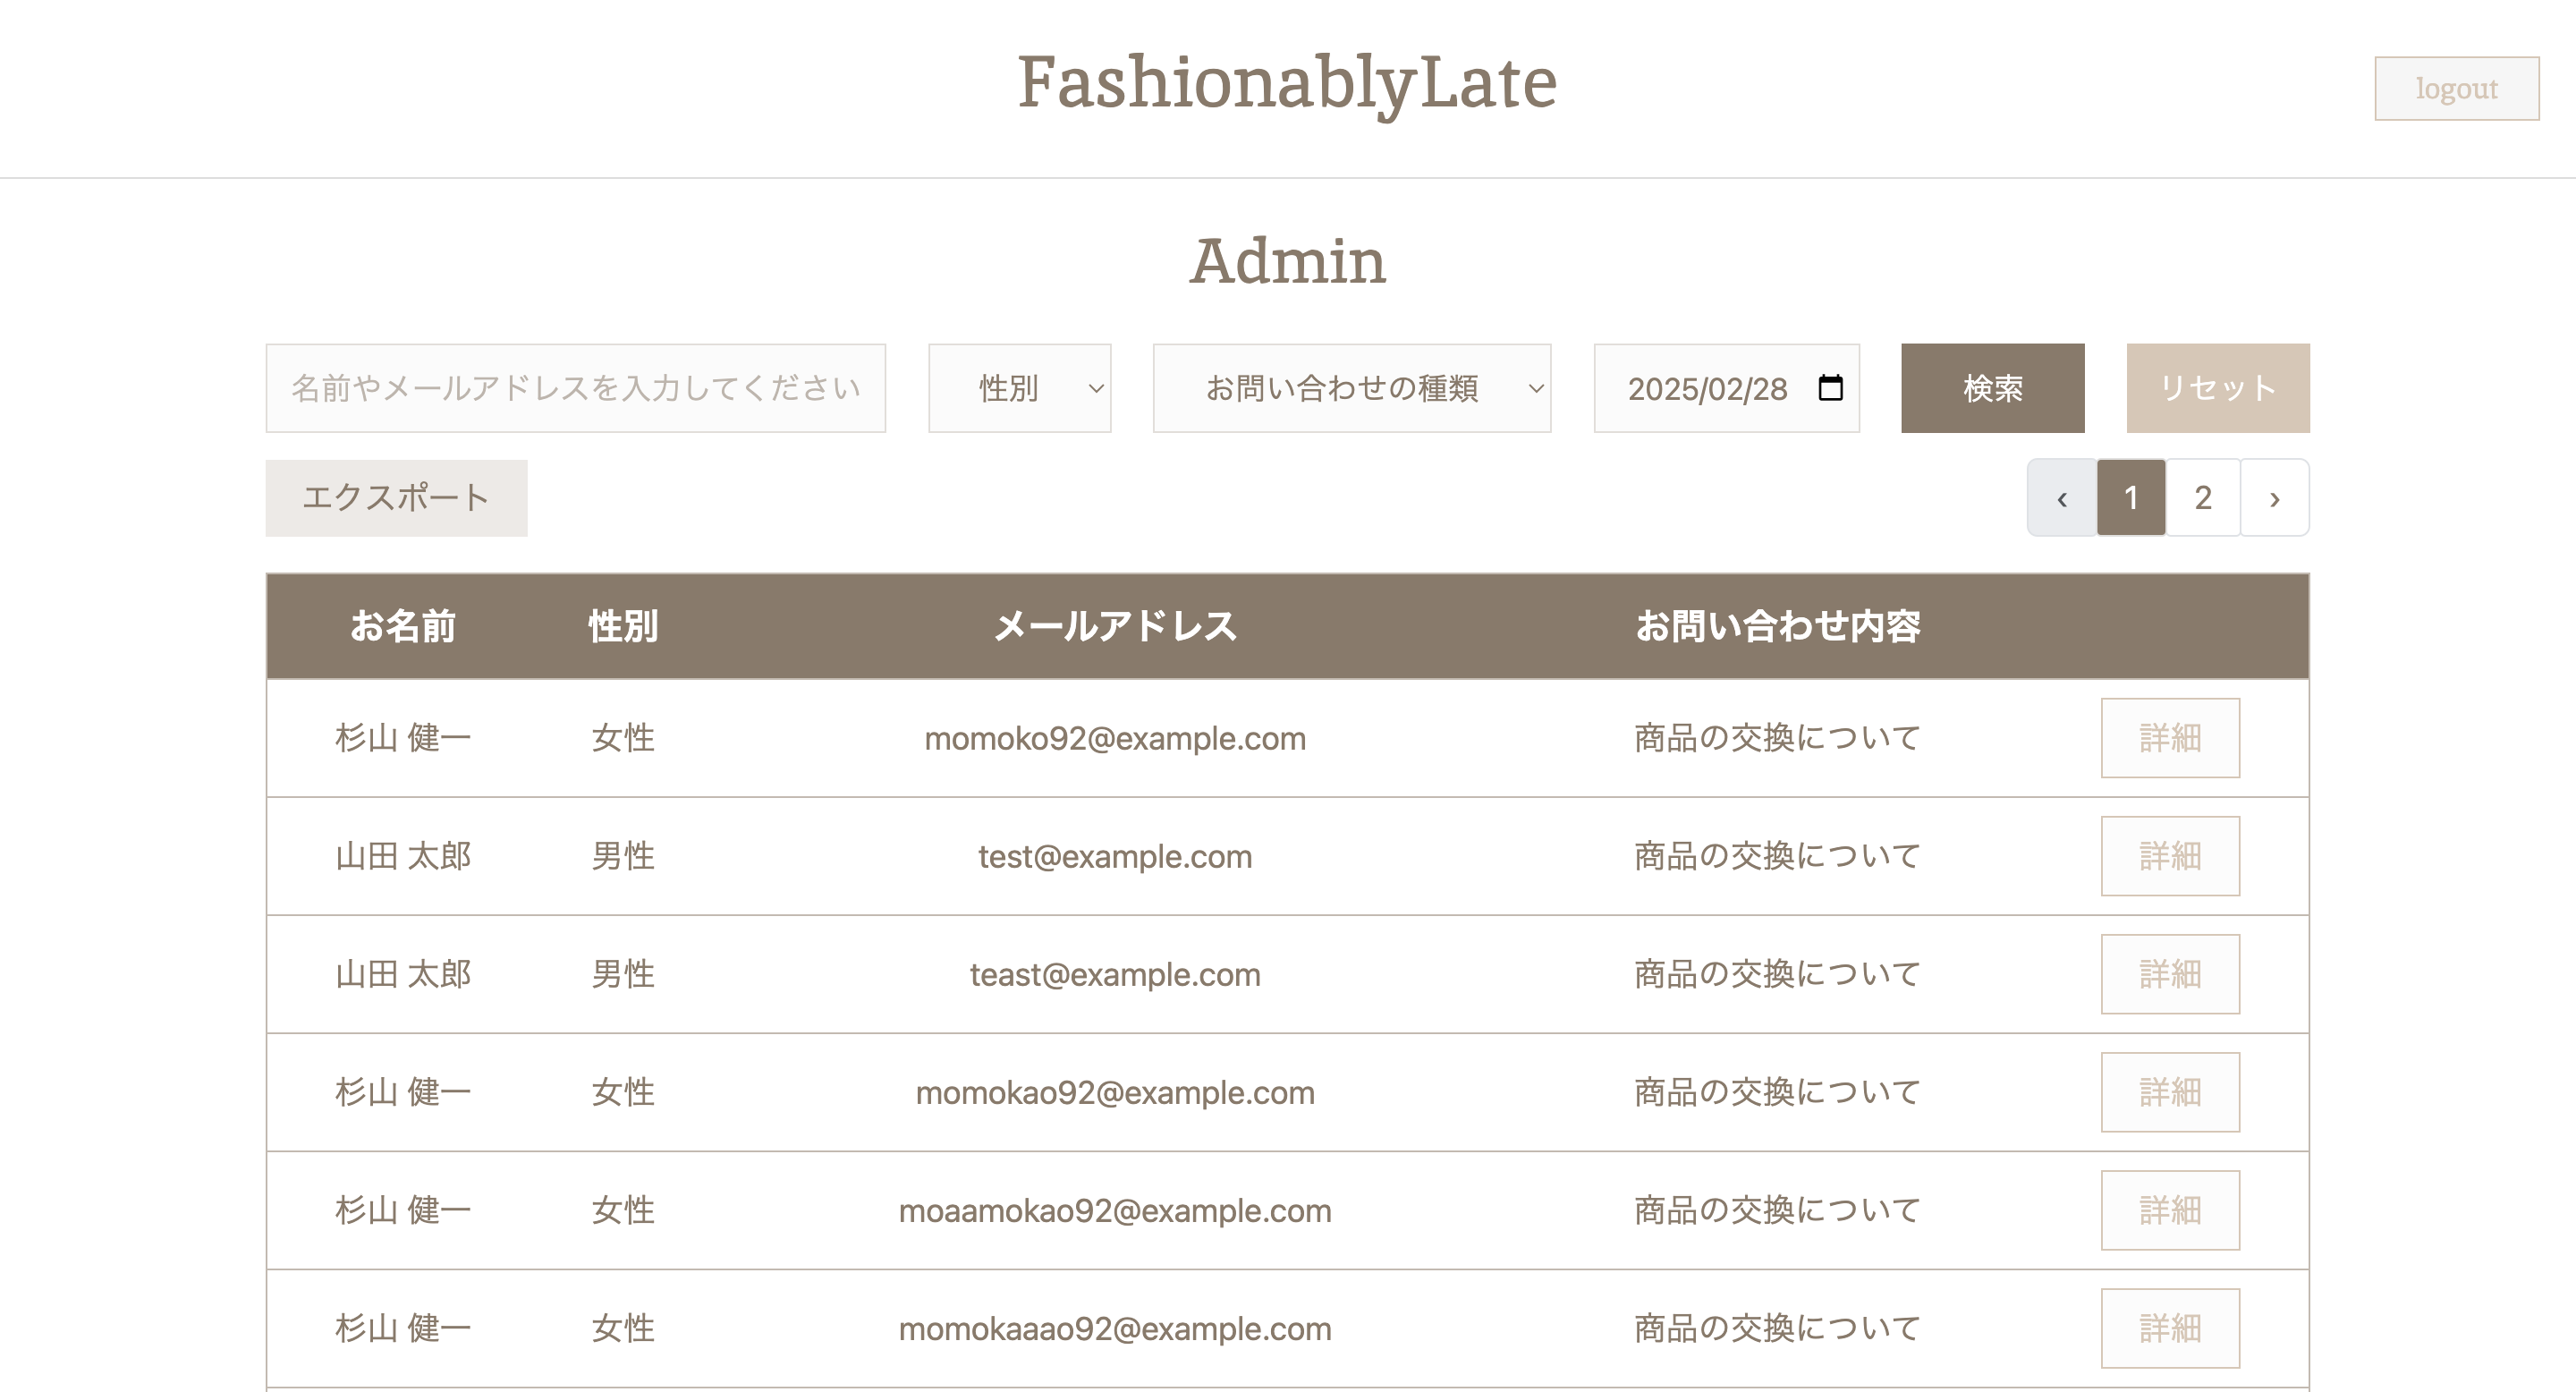 FashionablyLate
logout
Admin
名前やメールアドレスを入力してください 性別 お問い合わせの種類 2025/02/28 検索 リセット
エクスポート ‹ 1 2 ›
お名前 性別 メールアドレス お問い合わせ内容
杉山 健一 女性 momoko92@example.com 商品の交換について 詳細
山田 太郎 男性 test@example.com 商品の交換について 詳細
山田 太郎 男性 teast@example.com 商品の交換について 詳細
杉山 健一 女性 momokao92@example.com 商品の交換について 詳細
杉山 健一 女性 moaamokao92@example.com 商品の交換について 詳細
杉山 健一 女性 momokaaao92@example.com 商品の交換について 詳細